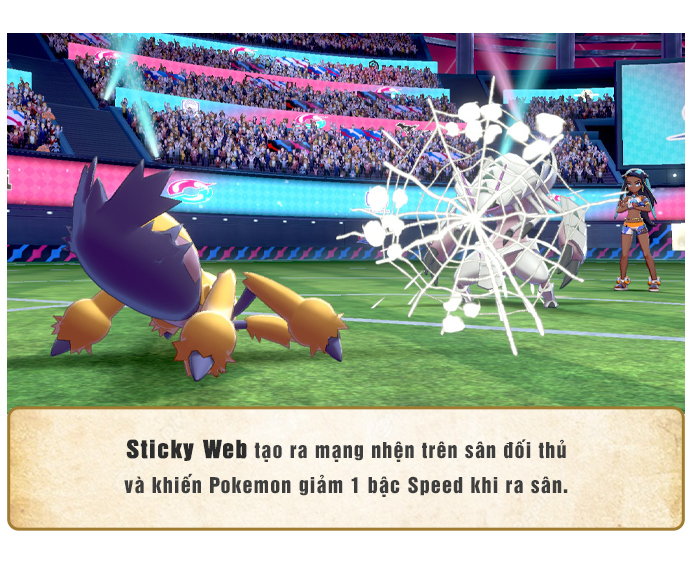 Sticky Web tạo ra mạng nhện trên sân đối thủ
và khiến Pokemon giảm 1 bậc Speed khi ra sân.